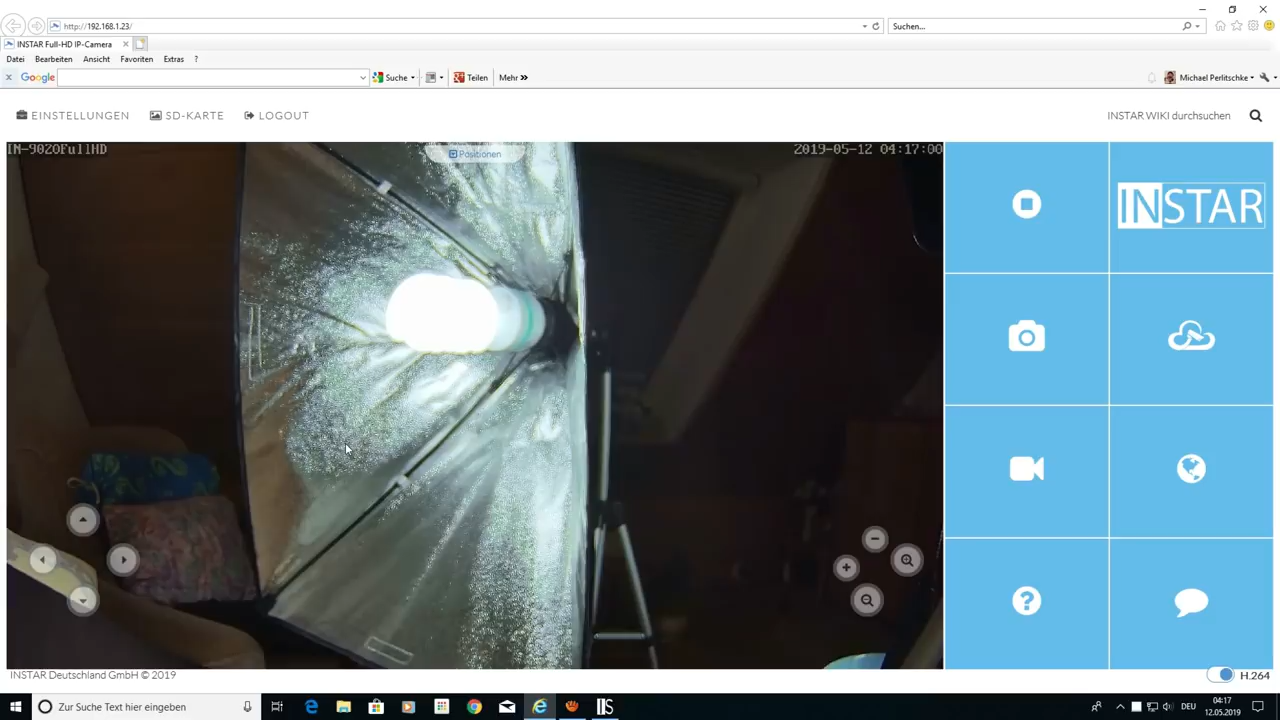 http://192.168.1.23/
Suchen...
INSTAR Full-HD IP-Camera
Datei Bearbeiten Ansicht Favoriten Extras ?
Google Suche Teilen Mehr »
Michael Perlitschke
EINSTELLUNGEN SD-KARTE LOGOUT
INSTAR WIKI durchsuchen
IN-9020FullHD
Positionen
2019-05-12 04:17:00
INSTAR
INSTAR Deutschland GmbH © 2019
H.264
Zur Suche Text hier eingeben
DEU
04:17
12.05.2019